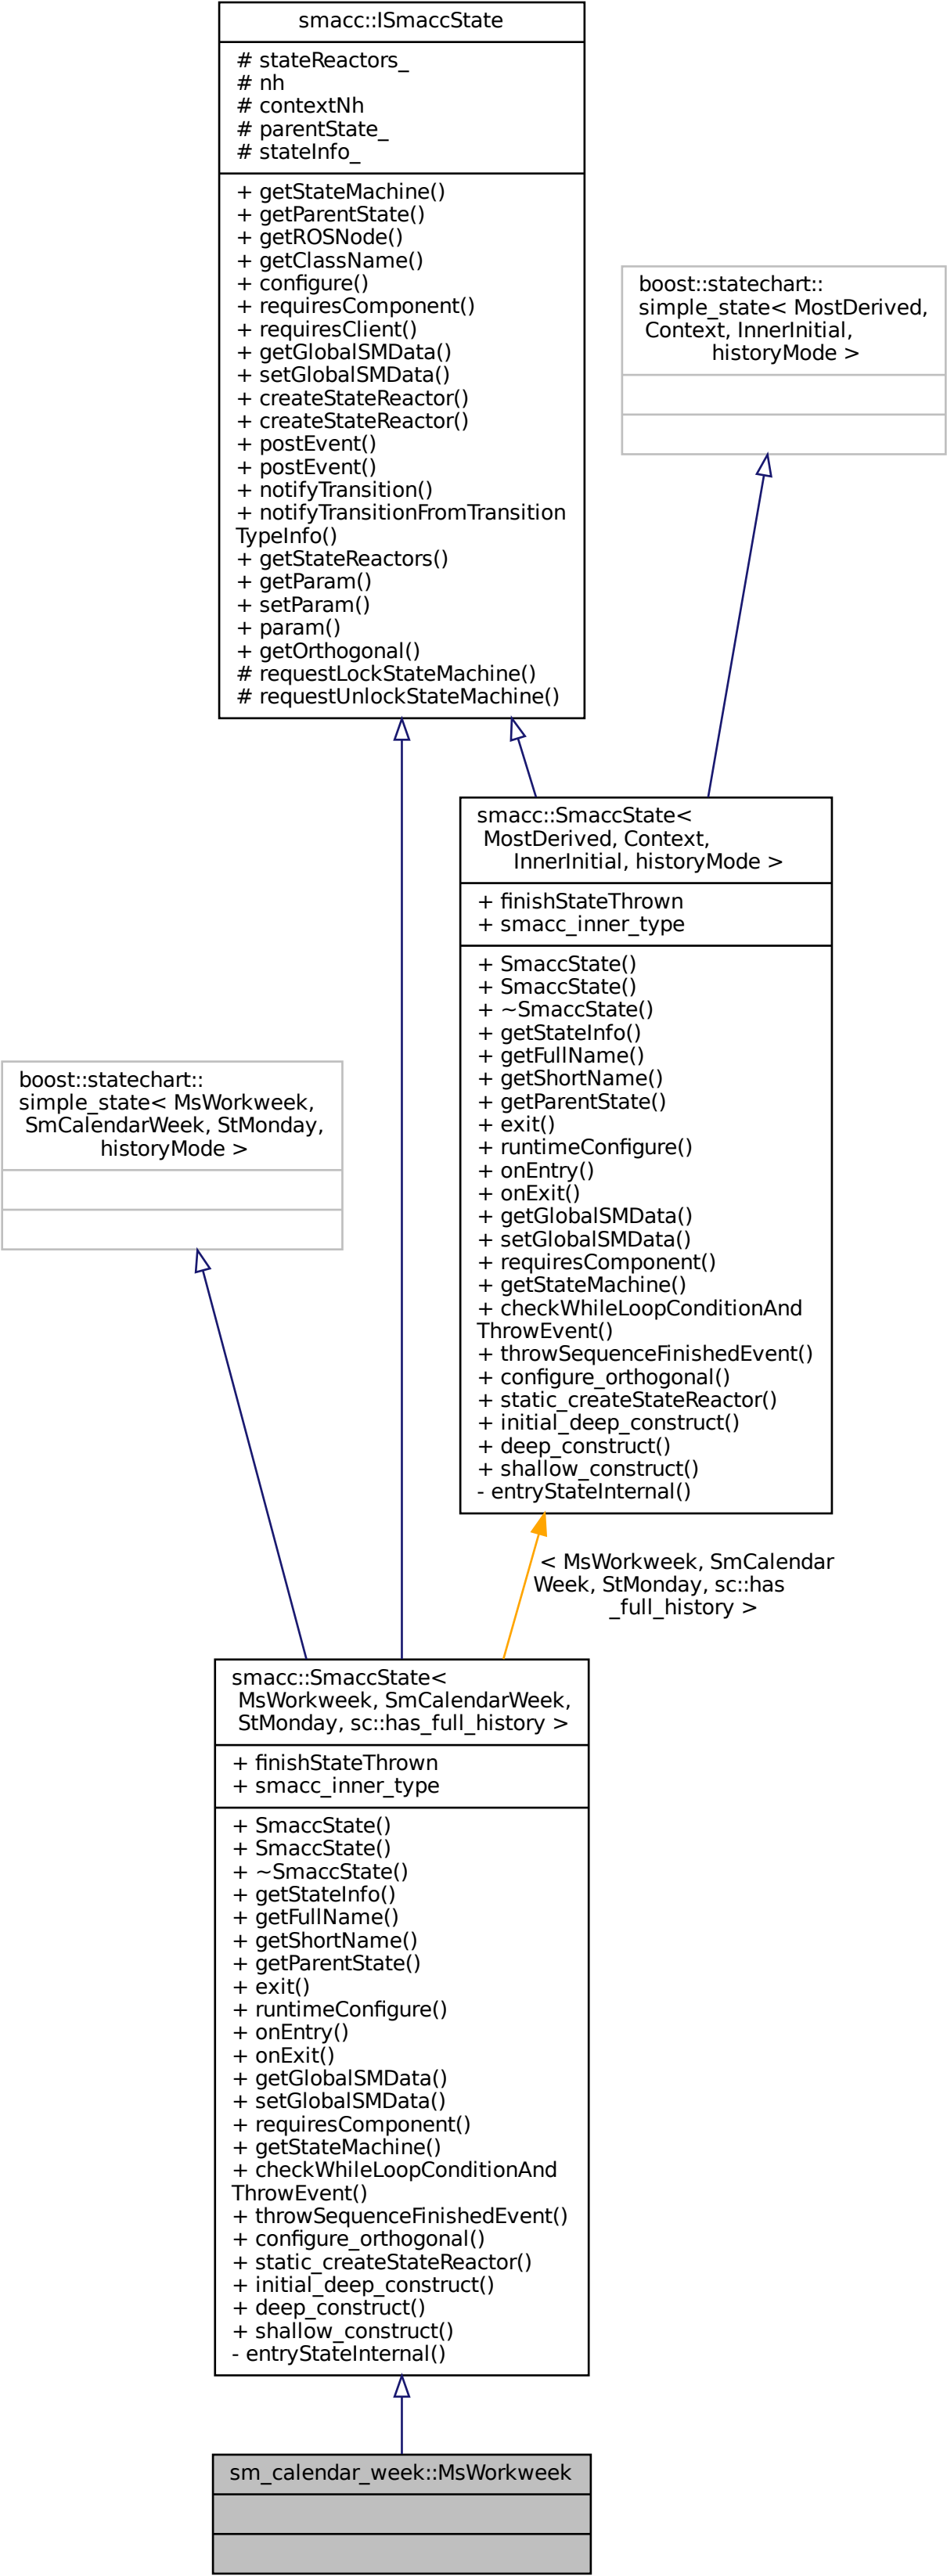 smacc::ISmaccState
# stateReactors_
# nh
# contextNh
# parentState_
# stateInfo_
+ getStateMachine()
+ getParentState()
+ getROSNode()
+ getClassName()
+ configure()
+ requiresComponent()
+ requiresClient()
+ getGlobalSMData()
+ setGlobalSMData()
+ createStateReactor()
+ createStateReactor()
+ postEvent()
+ postEvent()
+ notifyTransition()
+ notifyTransitionFromTransition
TypeInfo()
+ getStateReactors()
+ getParam()
+ setParam()
+ param()
+ getOrthogonal()
# requestLockStateMachine()
# requestUnlockStateMachine()
boost::statechart::
simple_state< MostDerived,
Context, InnerInitial,
historyMode >
smacc::SmaccState<
MostDerived, Context,
InnerInitial, historyMode >
+ finishStateThrown
+ smacc_inner_type
+ SmaccState()
+ SmaccState()
+ ~SmaccState()
+ getStateInfo()
+ getFullName()
+ getShortName()
+ getParentState()
+ exit()
+ runtimeConfigure()
+ onEntry()
+ onExit()
+ getGlobalSMData()
+ setGlobalSMData()
+ requiresComponent()
+ getStateMachine()
+ checkWhileLoopConditionAnd
ThrowEvent()
+ throwSequenceFinishedEvent()
+ configure_orthogonal()
+ static_createStateReactor()
+ initial_deep_construct()
+ deep_construct()
+ shallow_construct()
- entryStateInternal()
boost::statechart::
simple_state< MsWorkweek,
SmCalendarWeek, StMonday,
historyMode >
< MsWorkweek, SmCalendar
Week, StMonday, sc::has
_full_history >
smacc::SmaccState<
MsWorkweek, SmCalendarWeek,
StMonday, sc::has_full_history >
+ finishStateThrown
+ smacc_inner_type
+ SmaccState()
+ SmaccState()
+ ~SmaccState()
+ getStateInfo()
+ getFullName()
+ getShortName()
+ getParentState()
+ exit()
+ runtimeConfigure()
+ onEntry()
+ onExit()
+ getGlobalSMData()
+ setGlobalSMData()
+ requiresComponent()
+ getStateMachine()
+ checkWhileLoopConditionAnd
ThrowEvent()
+ throwSequenceFinishedEvent()
+ configure_orthogonal()
+ static_createStateReactor()
+ initial_deep_construct()
+ deep_construct()
+ shallow_construct()
- entryStateInternal()
sm_calendar_week::MsWorkweek